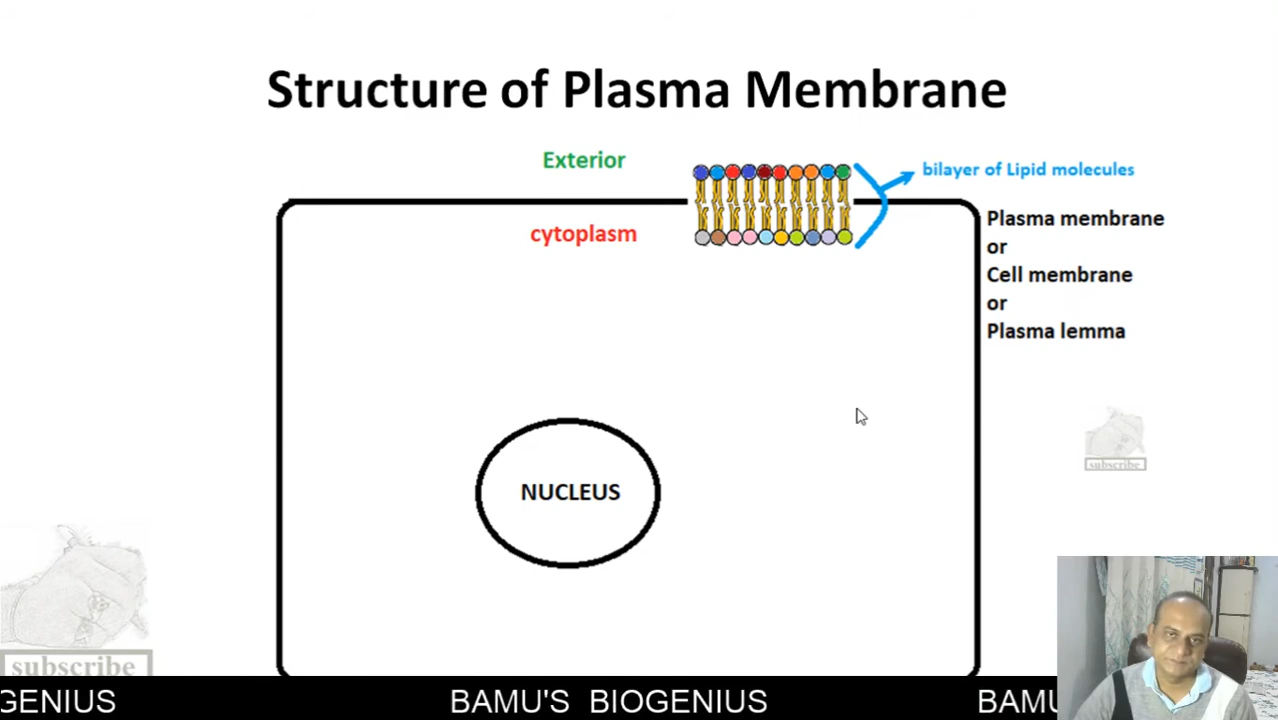 Structure of Plasma Membrane
Exterior
bilayer of Lipid molecules
cytoplasm
Plasma membrane
or
Cell membrane
or
Plasma lemma
NUCLEUS
subscribe
subscribe
GENIUS
BAMU'S BIOGENIUS
BAMU